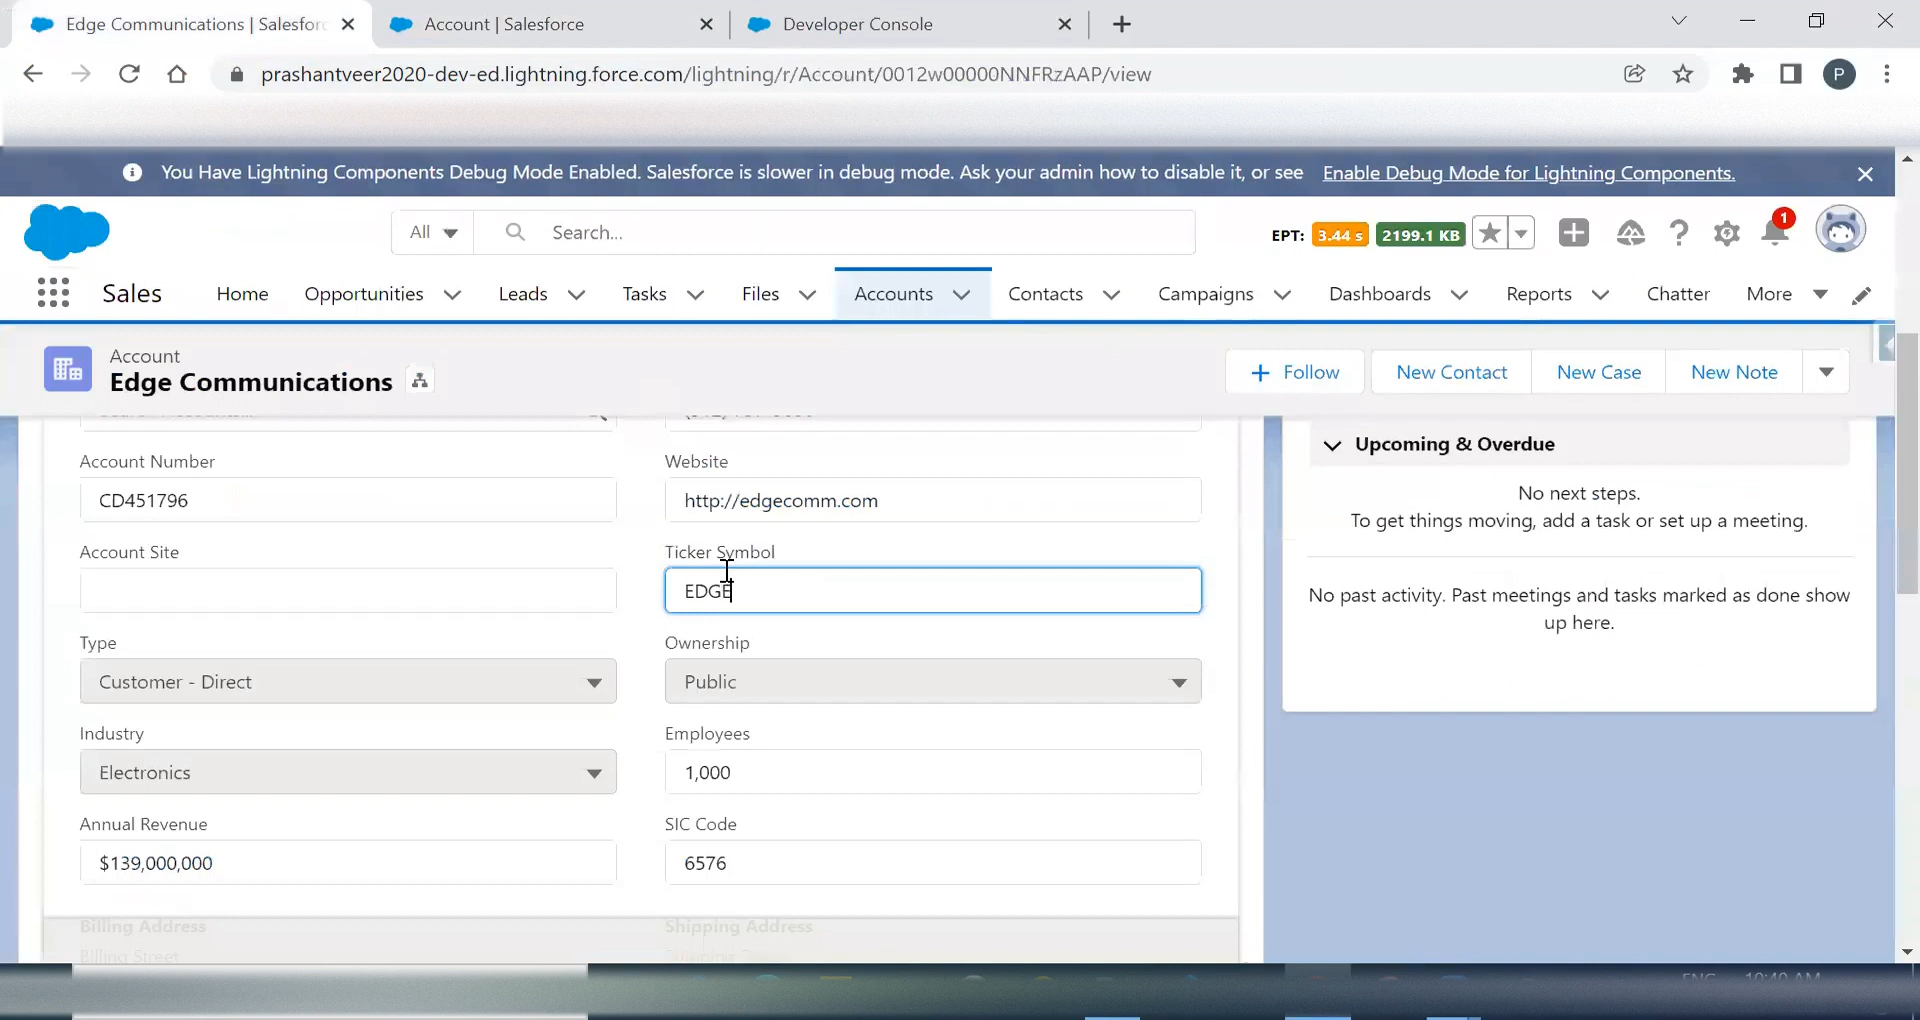 Edge Communications | Salesforc
Account | Salesforce
Developer Console
prashantveer2020-dev-ed.lightning.force.com/lightning/r/Account/0012w00000NNFRzAAP/view
P
You Have Lightning Components Debug Mode Enabled. Salesforce is slower in debug mode. Ask your admin how to disable it, or see Enable Debug Mode for Lightning Components.
All
Search...
EPT: 3.44 s 2199.1 KB
1
Sales
Home
Opportunities
Leads
Tasks
Files
Accounts
Contacts
Campaigns
Dashboards
Reports
Chatter
More
Account
Edge Communications
Follow
New Contact
New Case
New Note
Account Number
CD451796
Website
http://edgecomm.com
Account Site
Ticker Symbol
EDGE
Type
Customer - Direct
Ownership
Public
Industry
Electronics
Employees
1,000
Annual Revenue
$139,000,000
SIC Code
6576
Billing Address
Shipping Address
Billing Street
Upcoming & Overdue
No next steps.
To get things moving, add a task or set up a meeting.
No past activity. Past meetings and tasks marked as done show
up here.